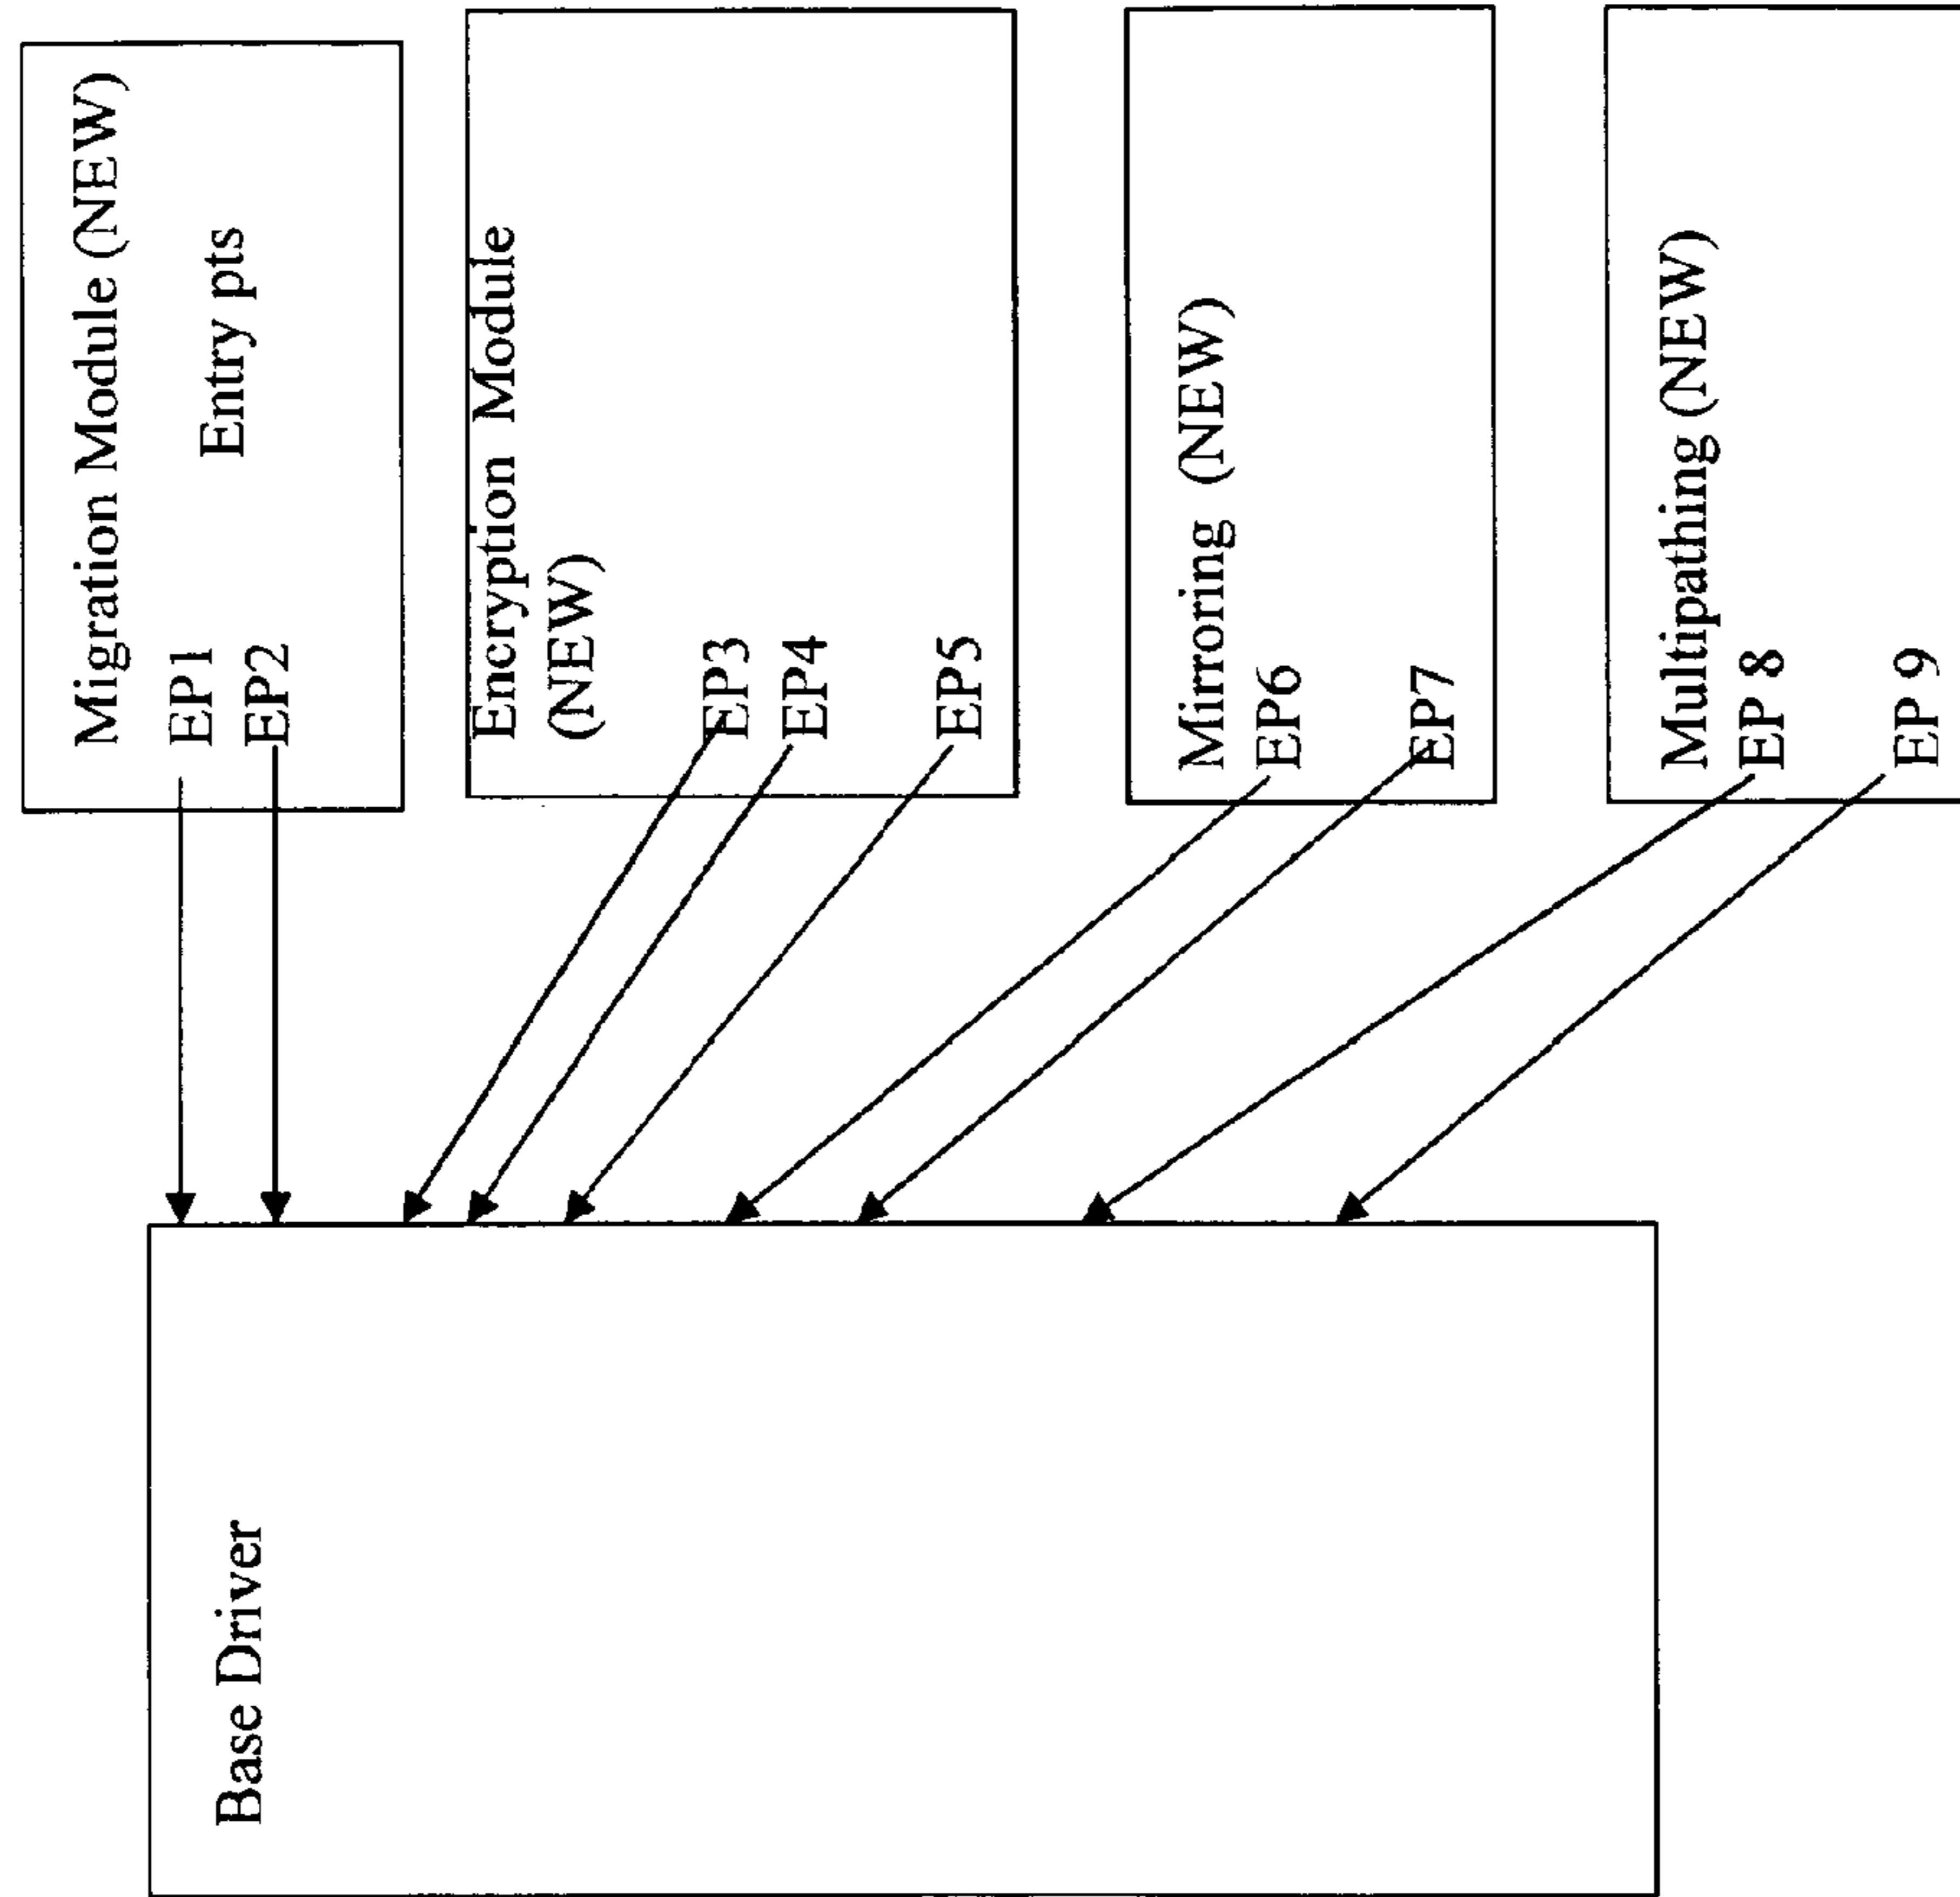 Base Driver
Migration Module (NEW)
EP1
Entry pts
EP2
Encryption Module
(NEW)
EP3
EP4
EP5
Mirroring (NEW)
EP6
EP7
Multipathing (NEW)
EP 8
EP 9